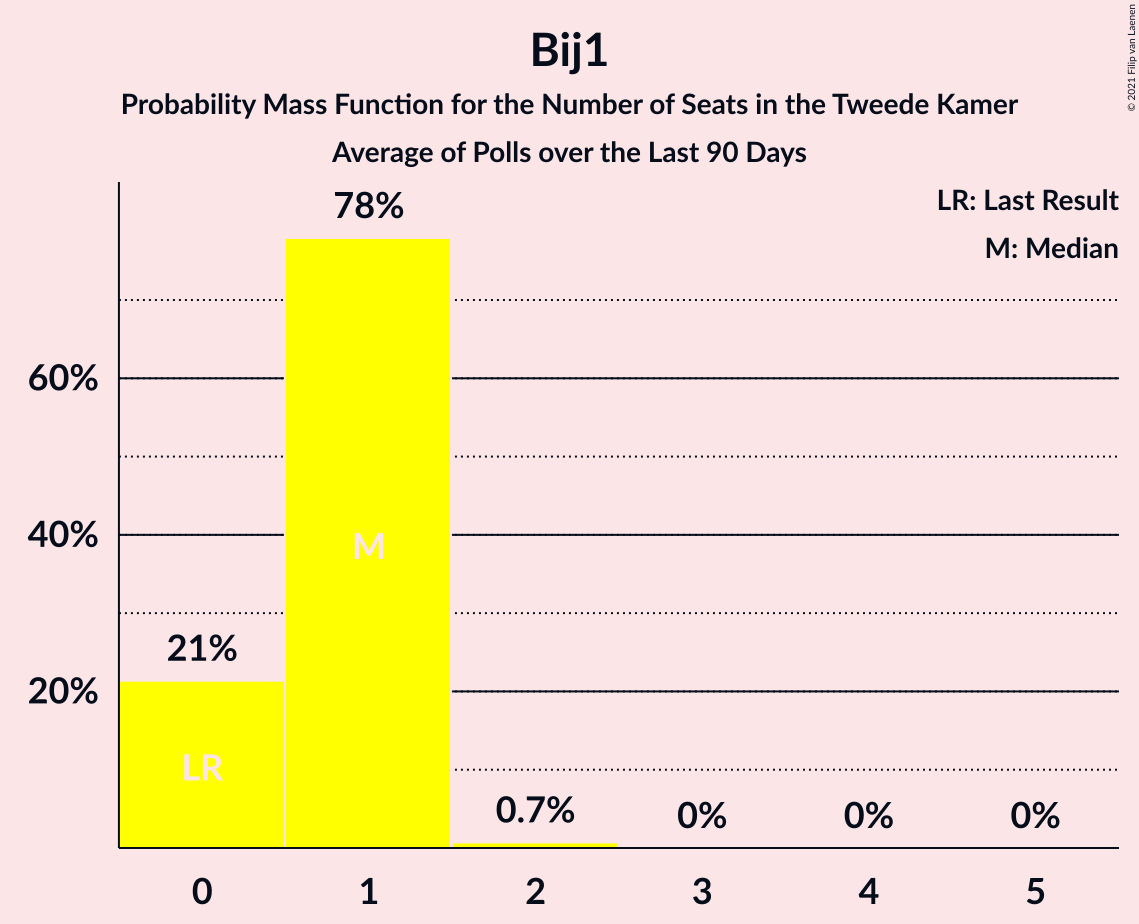 Bij1
Probability Mass Function for the Number of Seats in the Tweede Kamer
Average of Polls over the Last 90 Days
© 2021 Filip van Laenen
LR: Last Result
M: Median
78%
60%
40%
20%
21%
M
LR
0.7%
0%
0%
0%
0
1
2
3
4
5